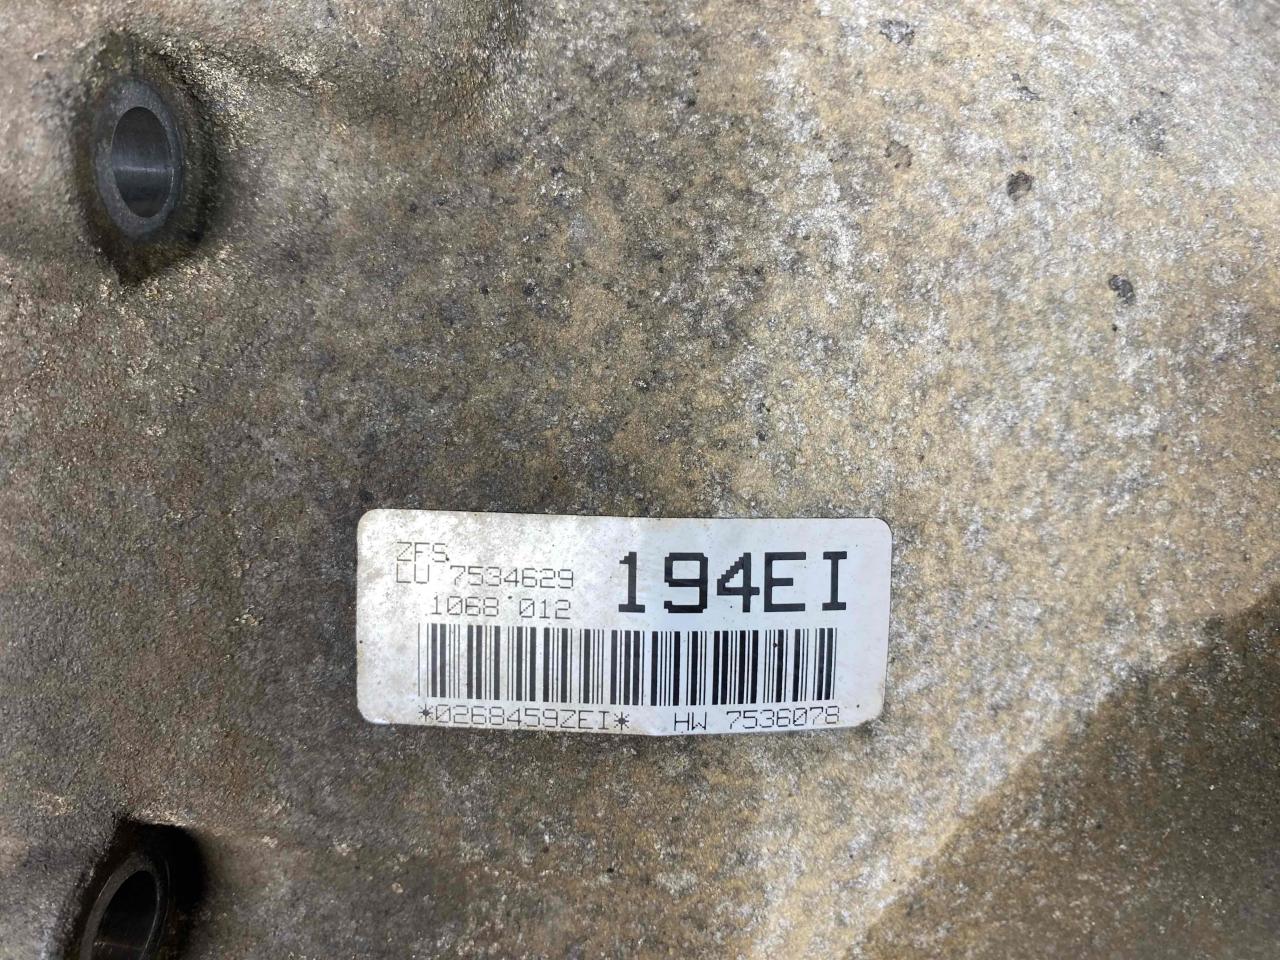 ZFS
LU 7534629
1068 012
194EI
*0268459ZEI* HW 7536078